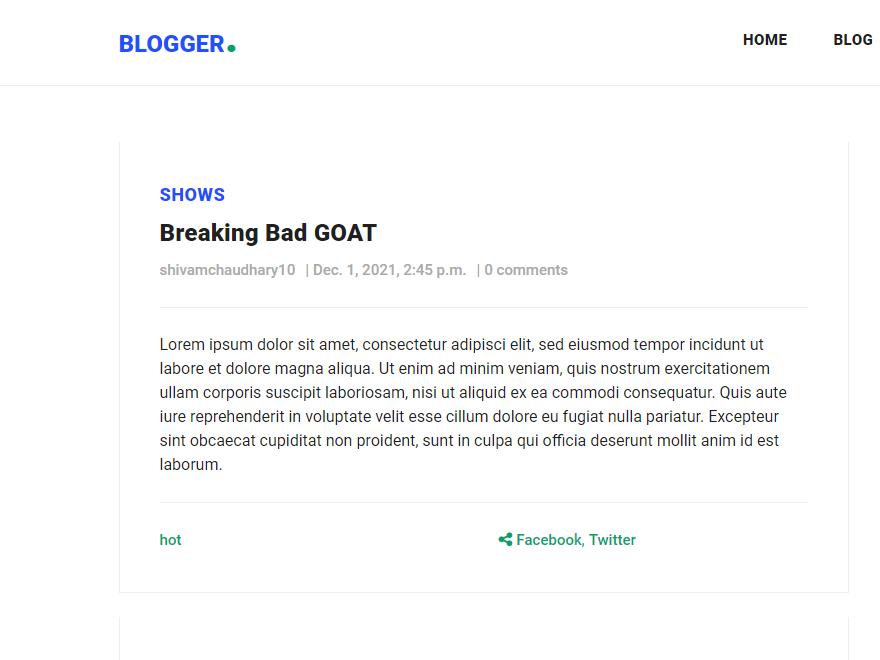 BLOGGER.
HOME BLOG
SHOWS
Breaking Bad GOAT
shivamchaudhary10 | Dec. 1, 2021, 2:45 p.m. | 0 comments
Lorem ipsum dolor sit amet, consectetur adipisci elit, sed eiusmod tempor incidunt ut
labore et dolore magna aliqua. Ut enim ad minim veniam, quis nostrum exercitationem
ullam corporis suscipit laboriosam, nisi ut aliquid ex ea commodi consequatur. Quis aute
iure reprehenderit in voluptate velit esse cillum dolore eu fugiat nulla pariatur. Excepteur
sint obcaecat cupiditat non proident, sunt in culpa qui officia deserunt mollit anim id est
laborum.
hot
Facebook, Twitter